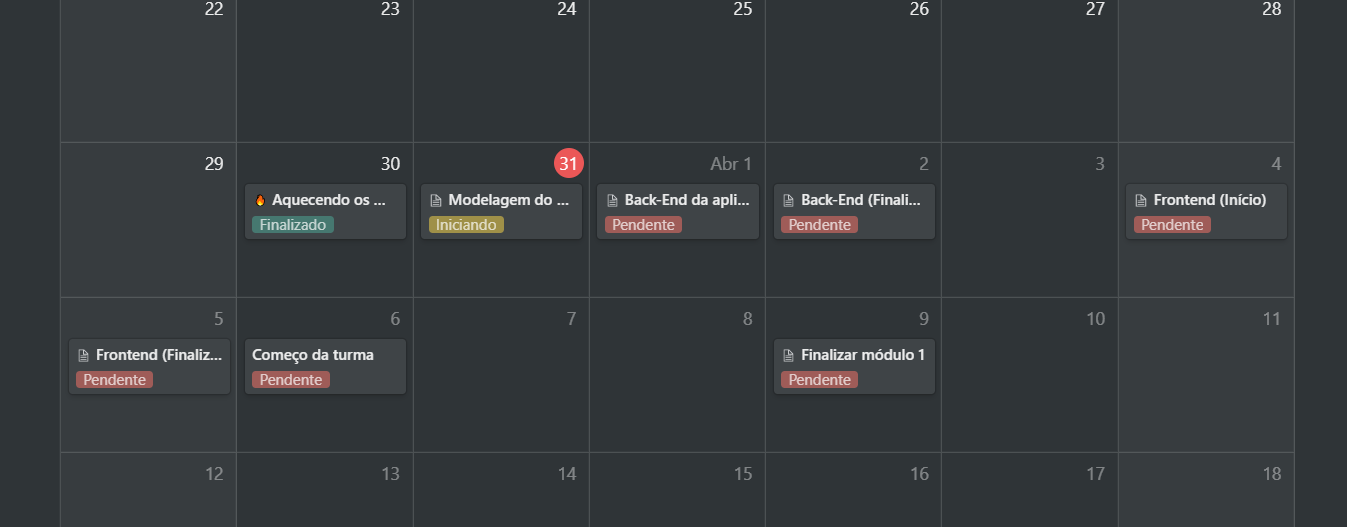 22 23 24 25 26 27 28
29 30 31 Abr 1 2 3 4
Aquecendo os ... Modelagem do ... Back-End da apli... Back-End (Finali... Frontend (Início)
Finalizado Iniciando Pendente Pendente Pendente
5 6 7 8 9 10 11
Frontend (Finaliz... Começo da turma Finalizar módulo 1
Pendente Pendente Pendente
12 13 14 15 16 17 18